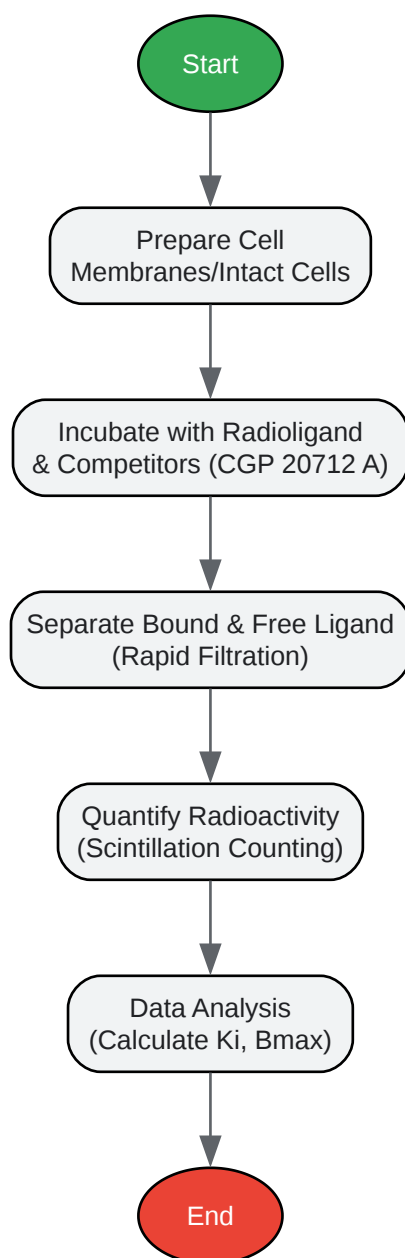 Start
Prepare Cell
Membranes/Intact Cells
Incubate with Radioligand
& Competitors (CGP 20712 A)
Separate Bound & Free Ligand
(Rapid Filtration)
Quantify Radioactivity
(Scintillation Counting)
Data Analysis
(Calculate Ki, Bmax)
End